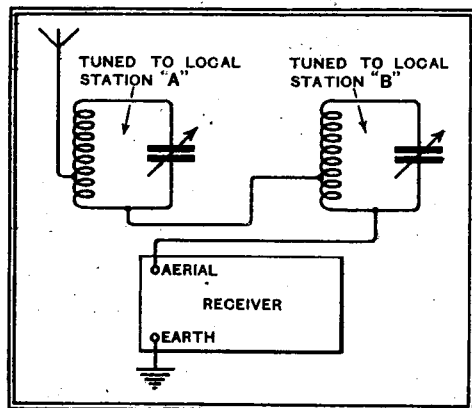 TUNED TO LOCAL
STATION "A"
TUNED TO LOCAL
STATION "B"
AERIAL
RECEIVER
EARTH